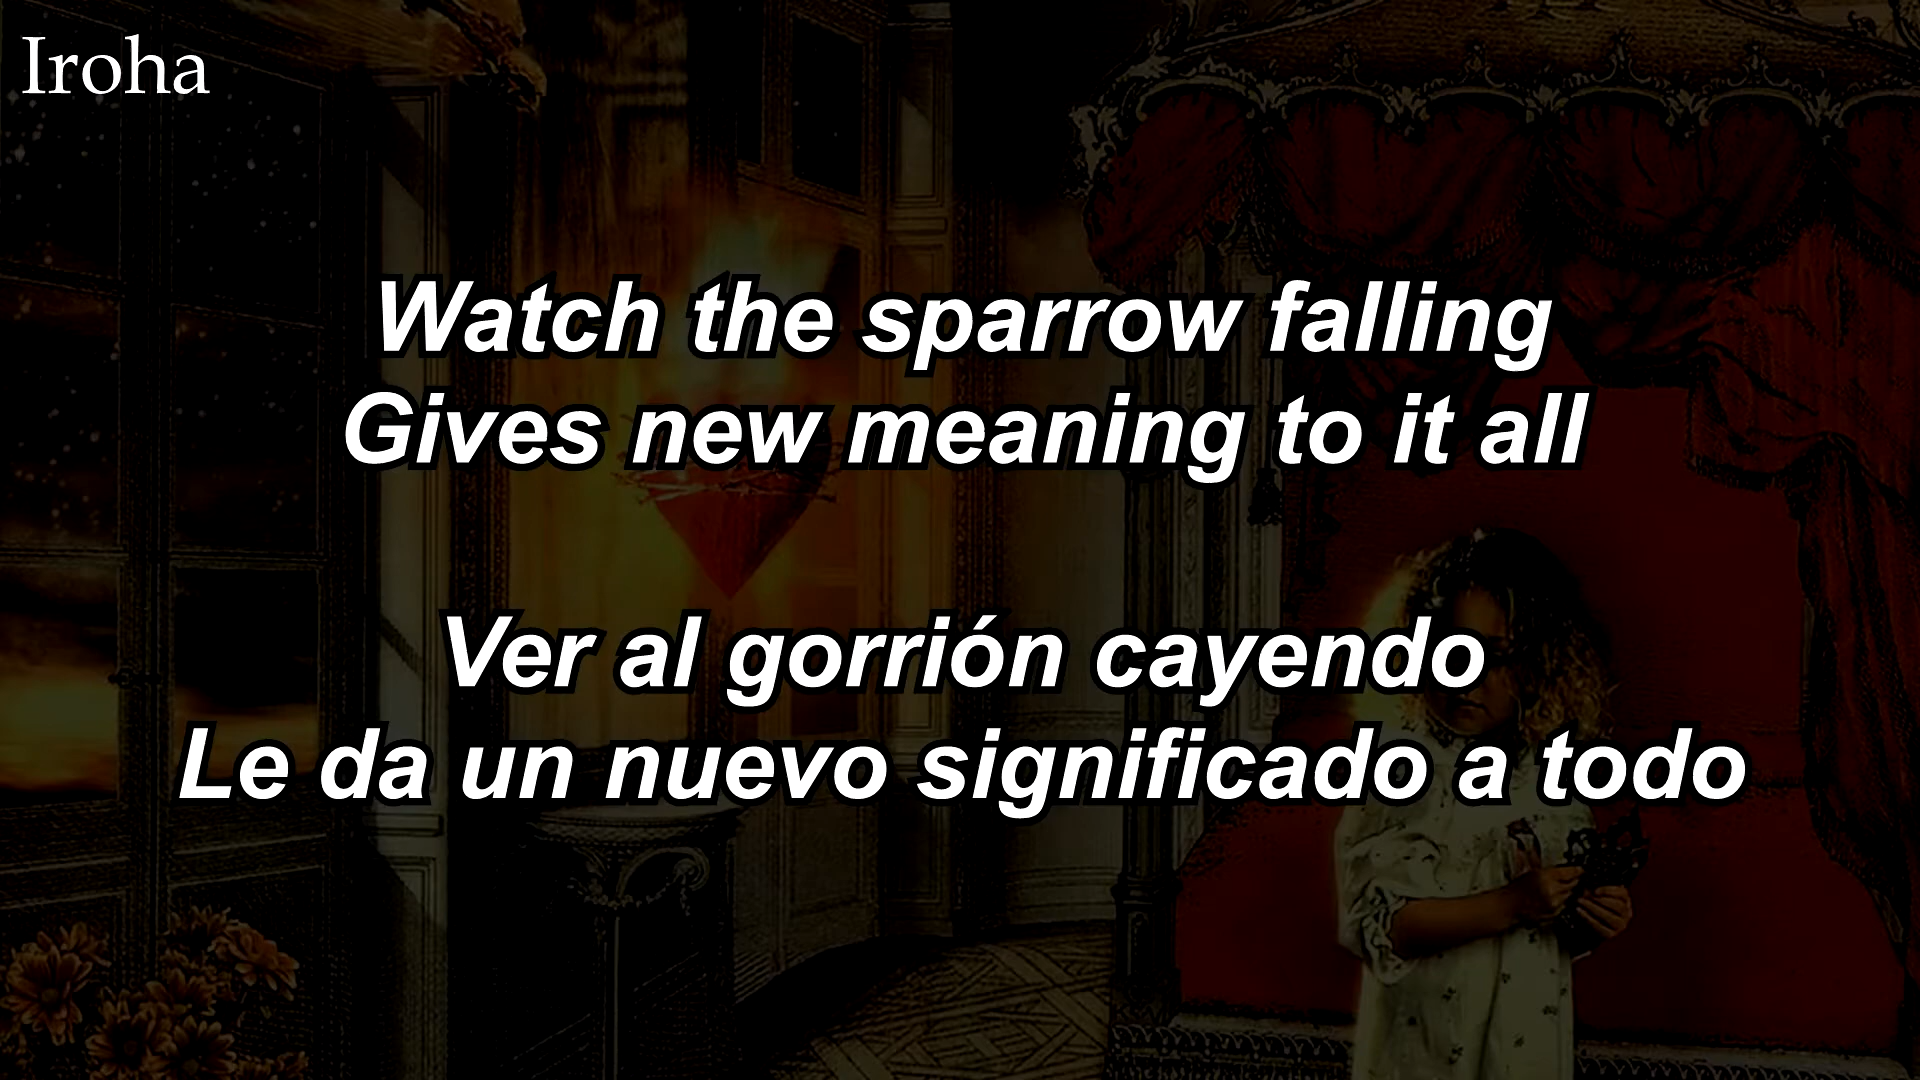 Iroha
Watch the sparrow falling
Gives new meaning to it all
Ver al gorrión cayendo
Le da un nuevo significado a todo